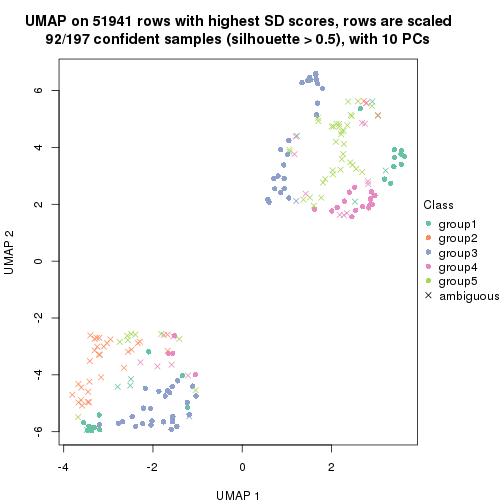 UMAP on 51941 rows with highest SD scores, rows are scaled
92/197 confident samples (silhouette > 0.5), with 10 PCs
6
4
2
0
-2
-4
-6
UMAP 2
-4
-2
0
2
UMAP 1
Class
group1
group2
group3
group4
group5
ambiguous